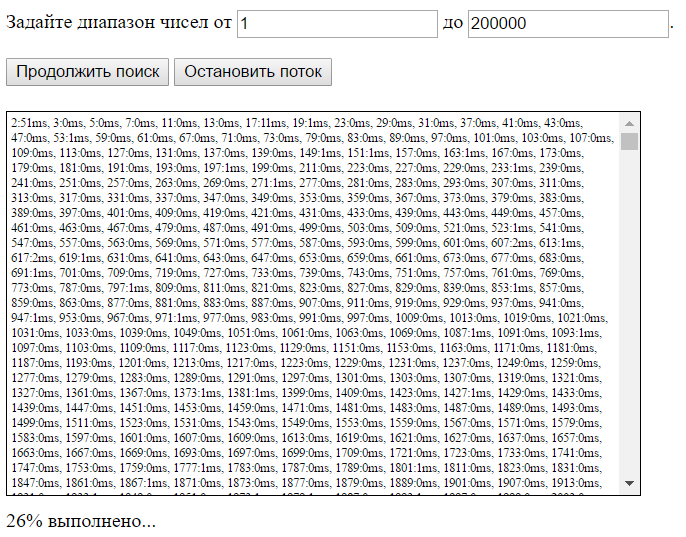 Задайте диапазон чисел от 1 до 200000.
Продолжить поиск Остановить поток
2:51ms, 3:0ms, 5:0ms, 7:0ms, 11:0ms, 13:0ms, 17:11ms, 19:1ms, 23:0ms, 29:0ms, 31:0ms, 37:0ms, 41:0ms, 43:0ms,
47:0ms, 53:1ms, 59:0ms, 61:0ms, 67:0ms, 71:0ms, 73:0ms, 79:0ms, 83:0ms, 89:0ms, 97:0ms, 101:0ms, 103:0ms, 107:0ms,
109:0ms, 113:0ms, 127:0ms, 131:0ms, 137:0ms, 139:0ms, 149:1ms, 151:1ms, 157:0ms, 163:1ms, 167:0ms, 173:0ms,
179:0ms, 181:0ms, 191:0ms, 193:0ms, 197:1ms, 199:0ms, 211:0ms, 223:0ms, 227:0ms, 229:0ms, 233:1ms, 239:0ms,
241:0ms, 251:0ms, 257:0ms, 263:0ms, 269:0ms, 271:1ms, 277:0ms, 281:0ms, 283:0ms, 293:0ms, 307:0ms, 311:0ms,
313:0ms, 317:0ms, 331:0ms, 337:0ms, 347:0ms, 349:0ms, 353:0ms, 359:0ms, 367:0ms, 373:0ms, 379:0ms, 383:0ms,
389:0ms, 397:0ms, 401:0ms, 409:0ms, 419:0ms, 421:0ms, 431:0ms, 433:0ms, 439:0ms, 443:0ms, 449:0ms, 457:0ms,
461:0ms, 463:0ms, 467:0ms, 479:0ms, 487:0ms, 491:0ms, 499:0ms, 503:0ms, 509:0ms, 521:0ms, 523:1ms, 541:0ms,
547:0ms, 557:0ms, 563:0ms, 569:0ms, 571:0ms, 577:0ms, 587:0ms, 593:0ms, 599:0ms, 601:0ms, 607:2ms, 613:1ms,
617:2ms, 619:1ms, 631:0ms, 641:0ms, 643:0ms, 647:0ms, 653:0ms, 659:0ms, 661:0ms, 673:0ms, 677:0ms, 683:0ms,
691:1ms, 701:0ms, 709:0ms, 719:0ms, 727:0ms, 733:0ms, 739:0ms, 743:0ms, 751:0ms, 757:0ms, 761:0ms, 769:0ms,
773:0ms, 787:0ms, 797:1ms, 809:0ms, 811:0ms, 821:0ms, 823:0ms, 827:0ms, 829:0ms, 839:0ms, 853:1ms, 857:0ms,
859:0ms, 863:0ms, 877:0ms, 881:0ms, 883:0ms, 887:0ms, 907:0ms, 911:0ms, 919:0ms, 929:0ms, 937:0ms, 941:0ms,
947:1ms, 953:0ms, 967:0ms, 971:1ms, 977:0ms, 983:0ms, 991:0ms, 997:0ms, 1009:0ms, 1013:0ms, 1019:0ms, 1021:0ms,
1031:0ms, 1033:0ms, 1039:0ms, 1049:0ms, 1051:0ms, 1061:0ms, 1063:0ms, 1069:0ms, 1087:1ms, 1091:0ms, 1093:1ms,
1097:0ms, 1103:0ms, 1109:0ms, 1117:0ms, 1123:0ms, 1129:0ms, 1151:0ms, 1153:0ms, 1163:0ms, 1171:0ms, 1181:0ms,
1187:0ms, 1193:0ms, 1201:0ms, 1213:0ms, 1217:0ms, 1223:0ms, 1229:0ms, 1231:0ms, 1237:0ms, 1249:0ms, 1259:0ms,
1277:0ms, 1279:0ms, 1283:0ms, 1289:0ms, 1291:0ms, 1297:0ms, 1301:0ms, 1303:0ms, 1307:0ms, 1319:0ms, 1321:0ms,
1327:0ms, 1361:0ms, 1367:0ms, 1373:1ms, 1381:1ms, 1399:0ms, 1409:0ms, 1423:0ms, 1427:1ms, 1429:0ms, 1433:0ms,
1439:0ms, 1447:0ms, 1451:0ms, 1453:0ms, 1459:0ms, 1471:0ms, 1481:0ms, 1483:0ms, 1487:0ms, 1489:0ms, 1493:0ms,
1499:0ms, 1511:0ms, 1523:0ms, 1531:0ms, 1543:0ms, 1549:0ms, 1553:0ms, 1559:0ms, 1567:0ms, 1571:0ms, 1579:0ms,
1583:0ms, 1597:0ms, 1601:0ms, 1607:0ms, 1609:0ms, 1613:0ms, 1619:0ms, 1621:0ms, 1627:0ms, 1637:0ms, 1657:0ms,
1663:0ms, 1667:0ms, 1669:0ms, 1693:0ms, 1697:0ms, 1699:0ms, 1709:0ms, 1721:0ms, 1723:0ms, 1733:0ms, 1741:0ms,
1747:0ms, 1753:0ms, 1759:0ms, 1777:1ms, 1783:0ms, 1787:0ms, 1789:0ms, 1801:1ms, 1811:0ms, 1823:0ms, 1831:0ms,
1847:0ms, 1861:0ms, 1867:1ms, 1871:0ms, 1873:0ms, 1877:0ms, 1879:0ms, 1889:0ms, 1901:0ms, 1907:0ms, 1913:0ms,
26% выполнено...